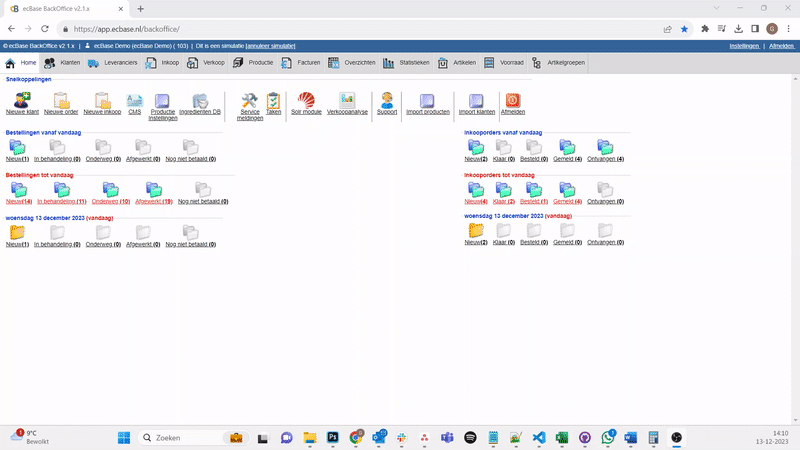 ecBase BackOffice v2.1.x
https://app.ecbase.nl/backoffice/
© ecBase BackOffice v2.1.x | ecBase Demo (ecBase Demo) ( 103) | Dit is een simulatie [annuleer simulatie] Instellingen | Afmelden
Home Klanten Leveranciers Inkoop Verkoop Productie Facturen Overzichten Statistieken Artikelen Voorraad Artikelgroepen
Snelkoppelingen
Nieuwe klant Nieuwe order Nieuwe inkoop CMS Productie Instellingen Ingredienten DB Service meldingen Taken Solr module Verkoopanalyse Support Import producten Import klanten Afmelden
Bestellingen vanaf vandaag
Nieuw(1) In behandeling (0) Onderweg (0) Afgewerkt (0) Nog niet betaald (0)
Bestellingen tot vandaag
Nieuw(14) In behandeling (11) Onderweg (10) Afgewerkt (19) Nog niet betaald (0)
woensdag 13 december 2023 (vandaag)
Nieuw(1) In behandeling (0) Onderweg (0) Afgewerkt (0) Nog niet betaald (0)
Inkooporders vanaf vandaag
Nieuw(2) Klaar (0) Besteld (0) Gemeld (4) Ontvangen (4)
Inkooporders tot vandaag
Nieuw(4) Klaar (2) Besteld (1) Gemeld (4) Ontvangen (0)
woensdag 13 december 2023 (vandaag)
Nieuw(2) Klaar (0) Besteld (0) Gemeld (0) Ontvangen (0)
9°C
Bewolkt
Zoeken
14:10
13-12-2023